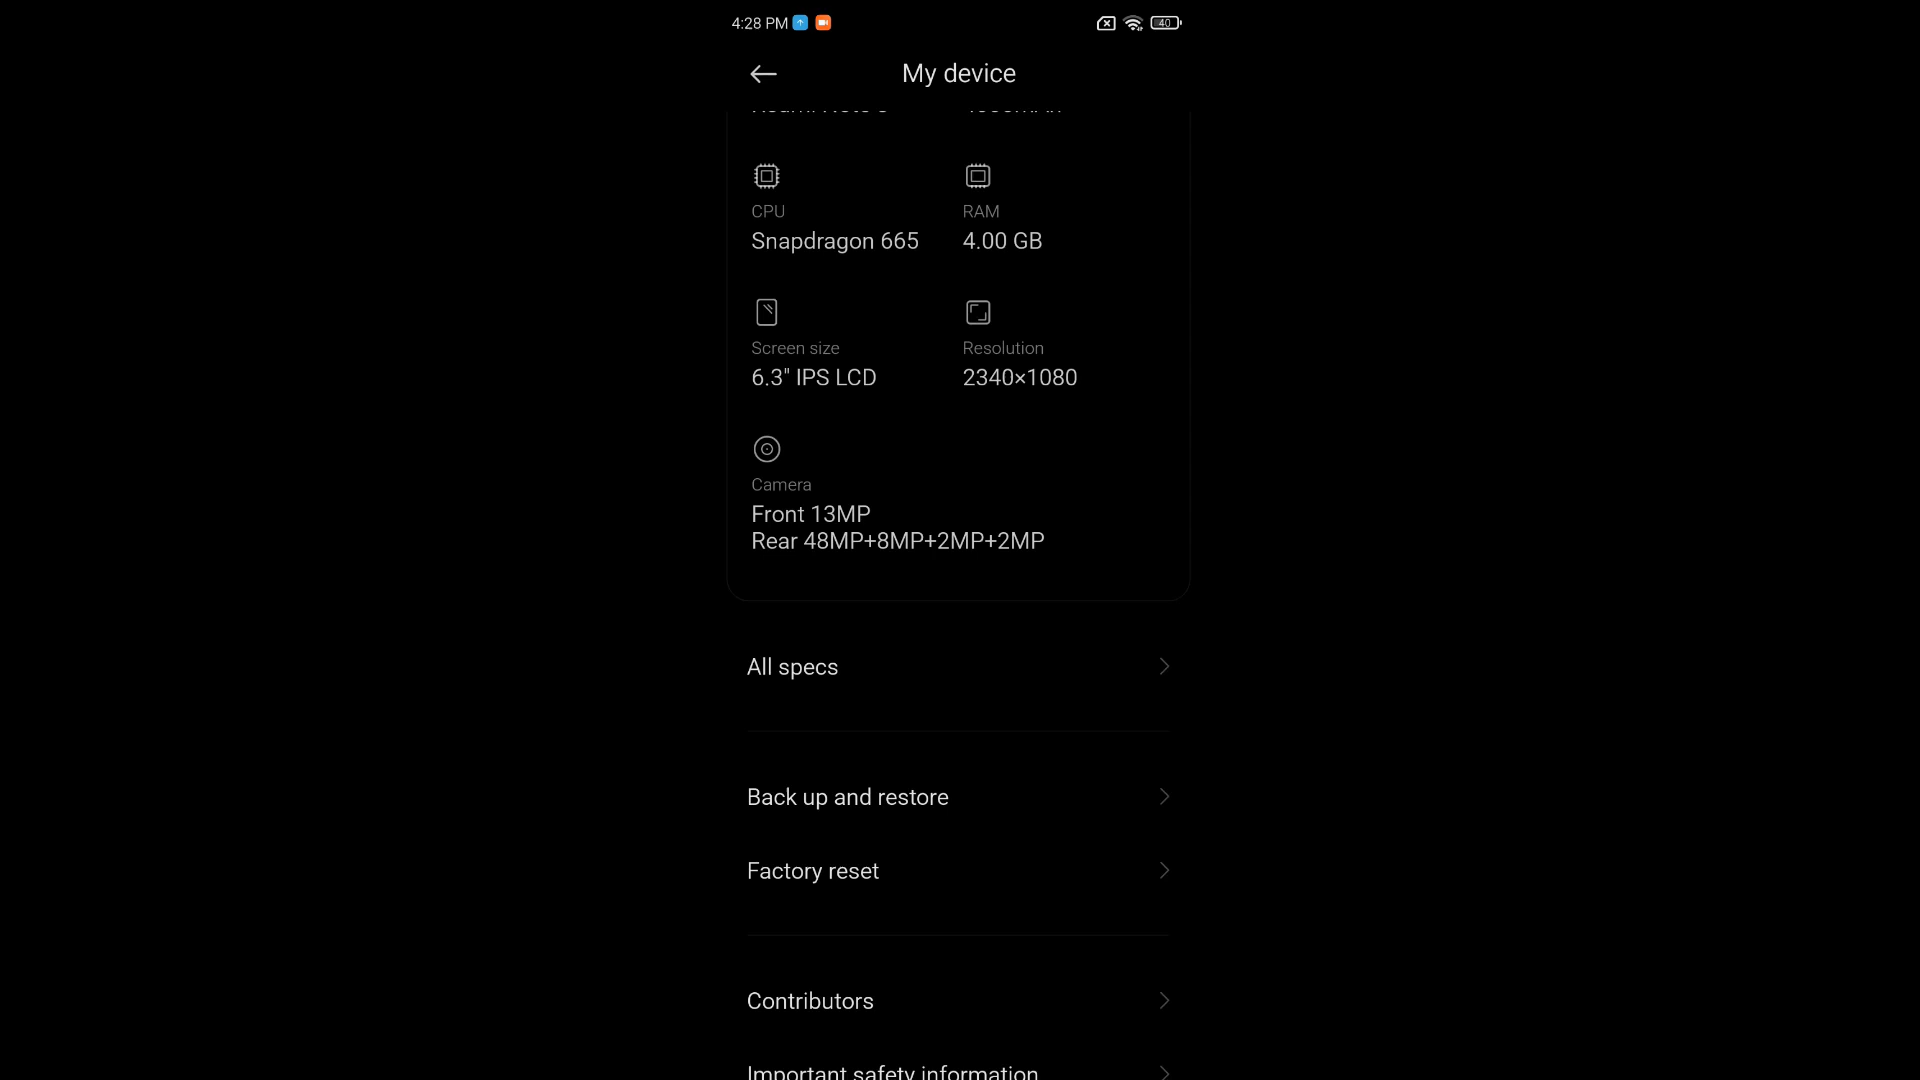 4:28 PM
40
My device
CPU
RAM
Snapdragon 665
4.00 GB
Screen size
Resolution
6.3" IPS LCD
2340×1080
Camera
Front 13MP
Rear 48MP+8MP+2MP+2MP
All specs
Back up and restore
Factory reset
Contributors
Important safety information